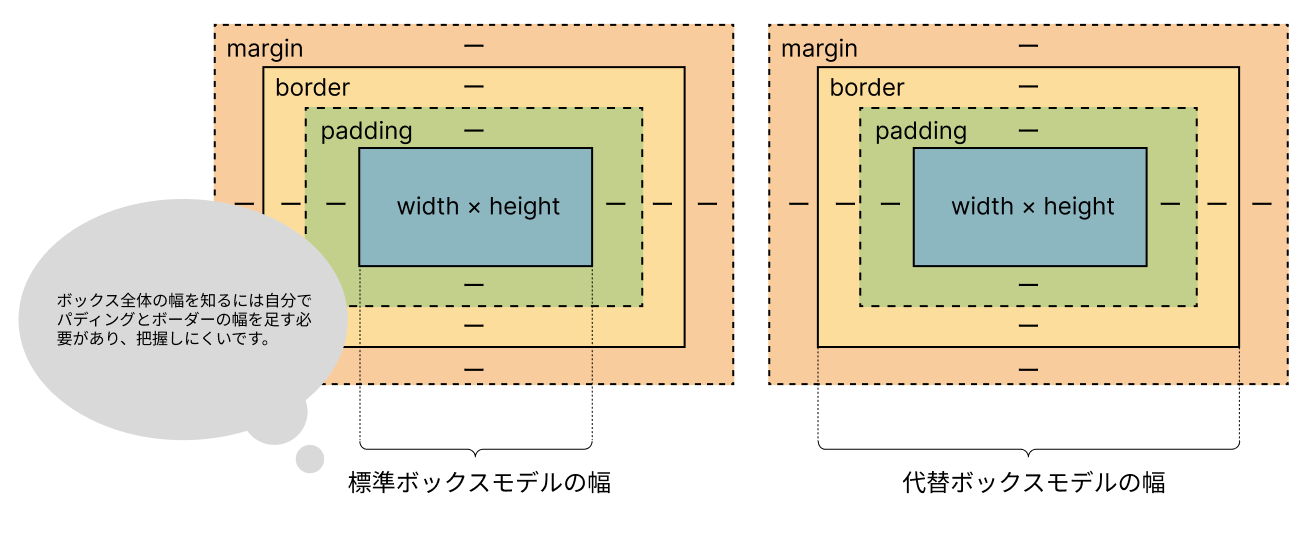 margin
border
padding
width × height
ボックス全体の幅を知るには自分で
パディングとボーダーの幅を足す必
要があり、把握しにくいです。
標準ボックスモデルの幅
margin
border
padding
width × height
代替ボックスモデルの幅